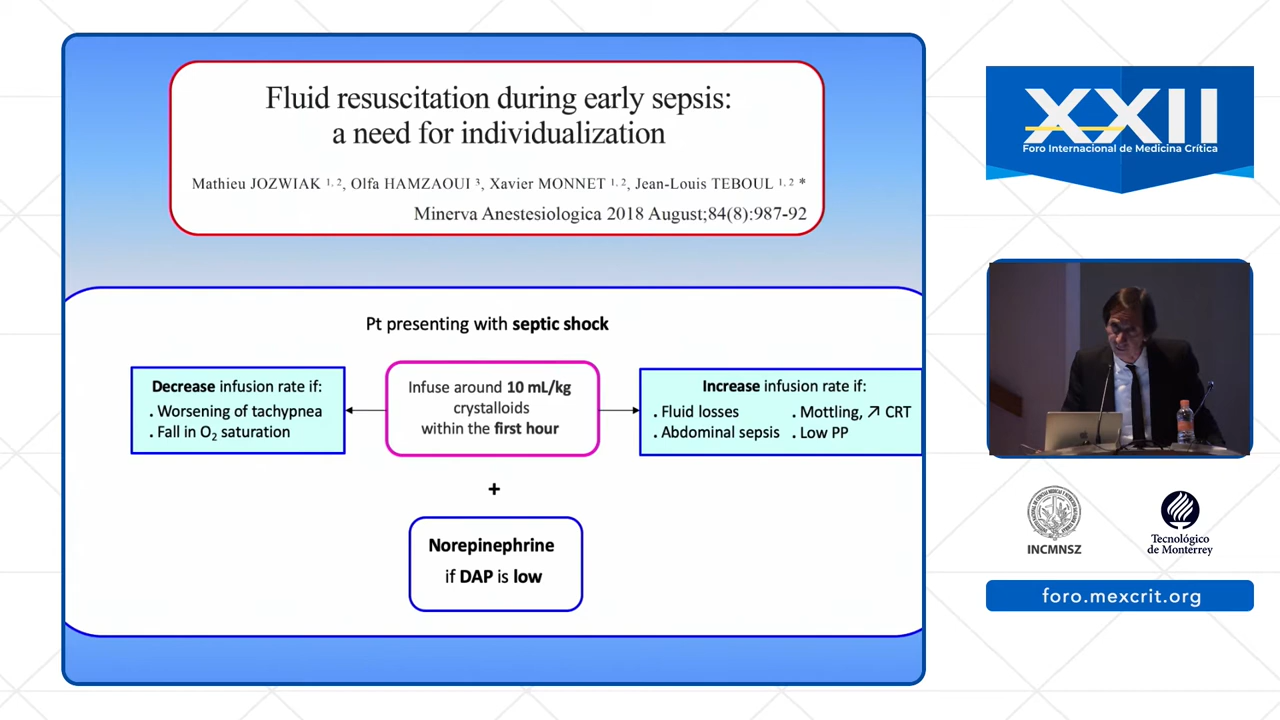 Fluid resuscitation during early sepsis:
a need for individualization
Mathieu JOZWIAK 1, 2, Olfa HAMZAOUI 3, Xavier MONNET 1, 2, Jean-Louis TEBOUL 1, 2 *
Minerva Anestesiologica 2018 August;84(8):987-92
Pt presenting with septic shock
Decrease infusion rate if:
. Worsening of tachypnea
. Fall in O2 saturation
Infuse around 10 mL/kg
crystalloids
within the first hour
Increase infusion rate if:
. Fluid losses . Mottling, ↗ CRT
. Abdominal sepsis . Low PP
+
Norepinephrine
if DAP is low
XXII
Foro Internacional de Medicina Crítica
INCMNSZ
Tecnológico
de Monterrey
foro.mexcrit.org